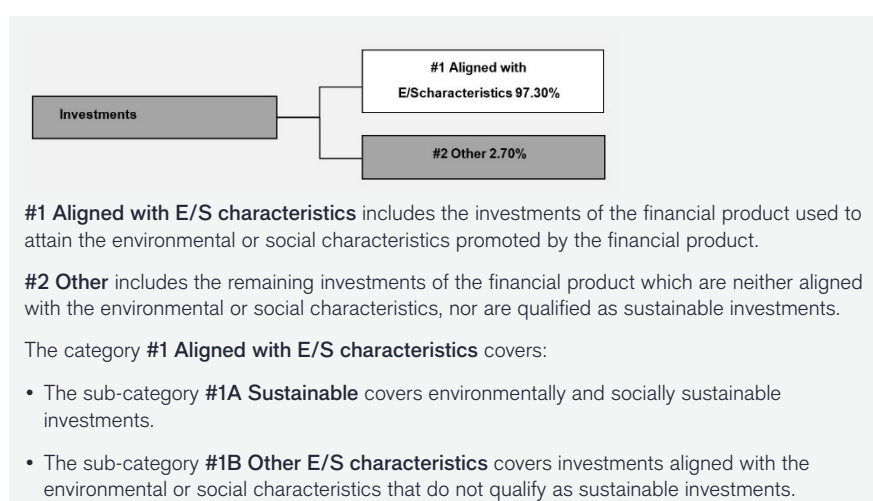 #1 Aligned with
E/Scharacteristics 97.30%
Investments
#2 Other 2.70%
#1 Aligned with E/S characteristics includes the investments of the financial product used to
attain the environmental or social characteristics promoted by the financial product.
#2 Other includes the remaining investments of the financial product which are neither aligned
with the environmental or social characteristics, nor are qualified as sustainable investments.
The category #1 Aligned with E/S characteristics covers:
• The sub-category #1A Sustainable covers environmentally and socially sustainable
investments.
• The sub-category #1B Other E/S characteristics covers investments aligned with the
environmental or social characteristics that do not qualify as sustainable investments.